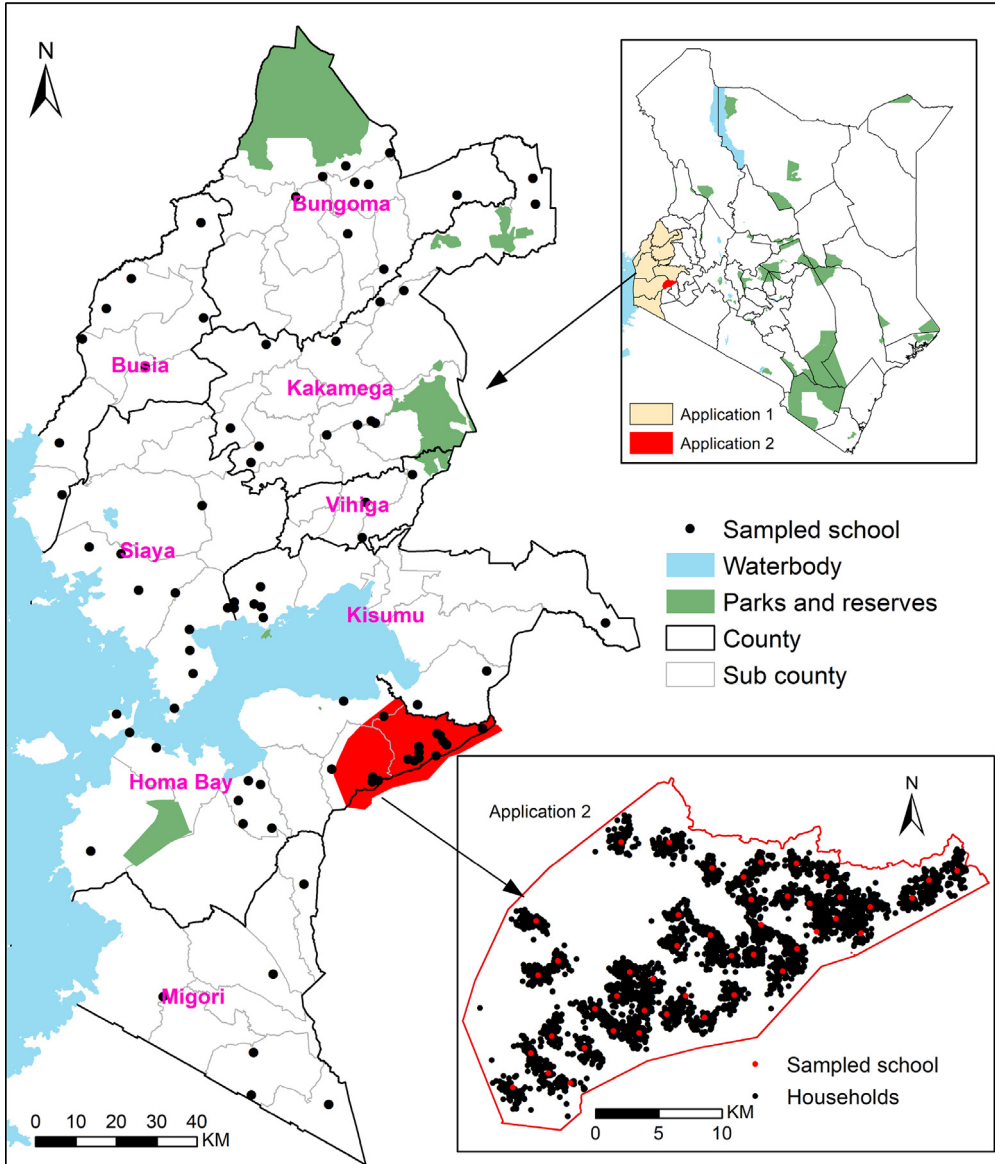 N
Bungoma
Busia
Kakamega
Vihiga
Siaya
Kisumu
Homa Bay
Migori
0 10 20 30 40
KM
Application 1
Application 2
Sampled school
Waterbody
Parks and reserves
County
Sub county
Application 2
N
Sampled school
Households
0 5 10
KM